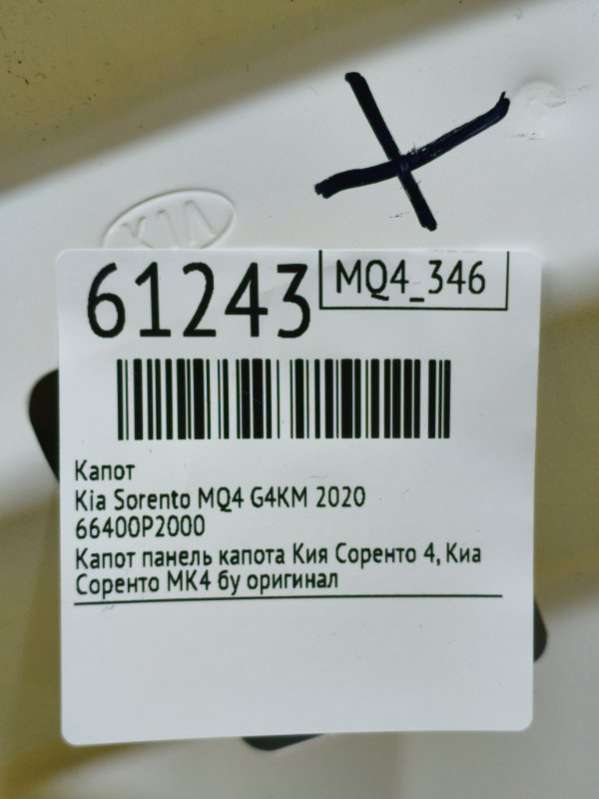 KIA
61243
MQ4_346
Капот
Kia Sorento MQ4 G4KM 2020
66400P2000
Капот панель капота Кия Соренто 4, Киа
Соренто МК4 бу оригинал